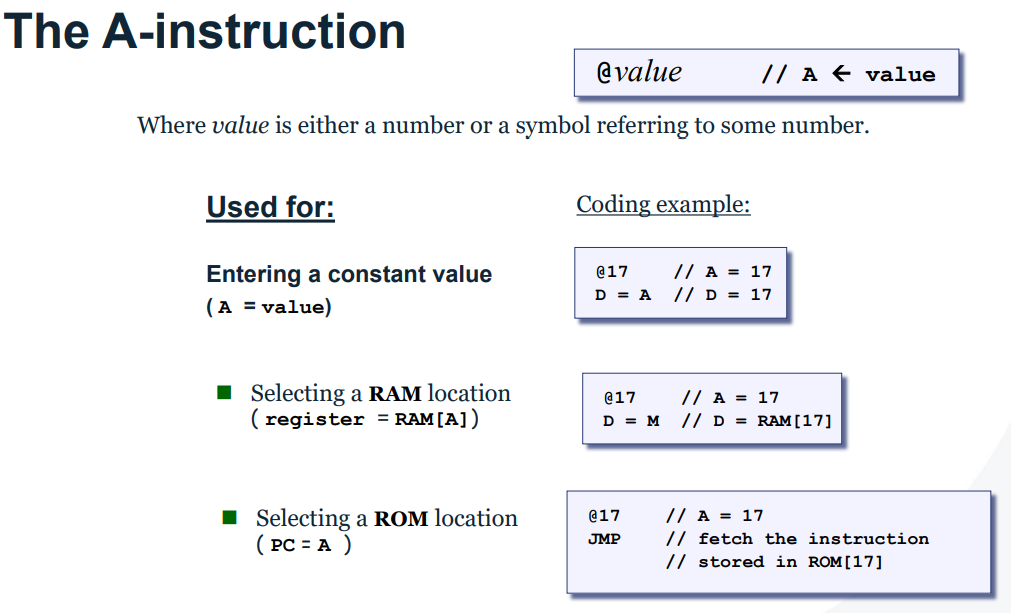 The A-instruction
@value // A ← value
Where value is either a number or a symbol referring to some number.
Used for:
Coding example:
Entering a constant value
( A = value)
@17 // A = 17
D = A // D = 17
Selecting a RAM location
( register = RAM[A])
@17 // A = 17
D = M // D = RAM[17]
Selecting a ROM location
( PC = A )
@17 // A = 17
JMP // fetch the instruction
// stored in ROM[17]